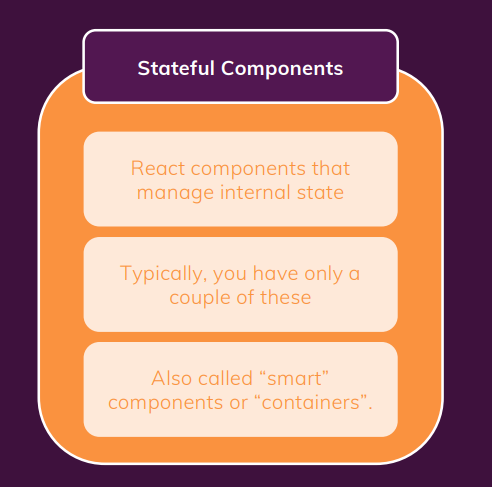 Stateful Components
React components that
manage internal state
Typically, you have only a
couple of these
Also called “smart”
components or “containers”.